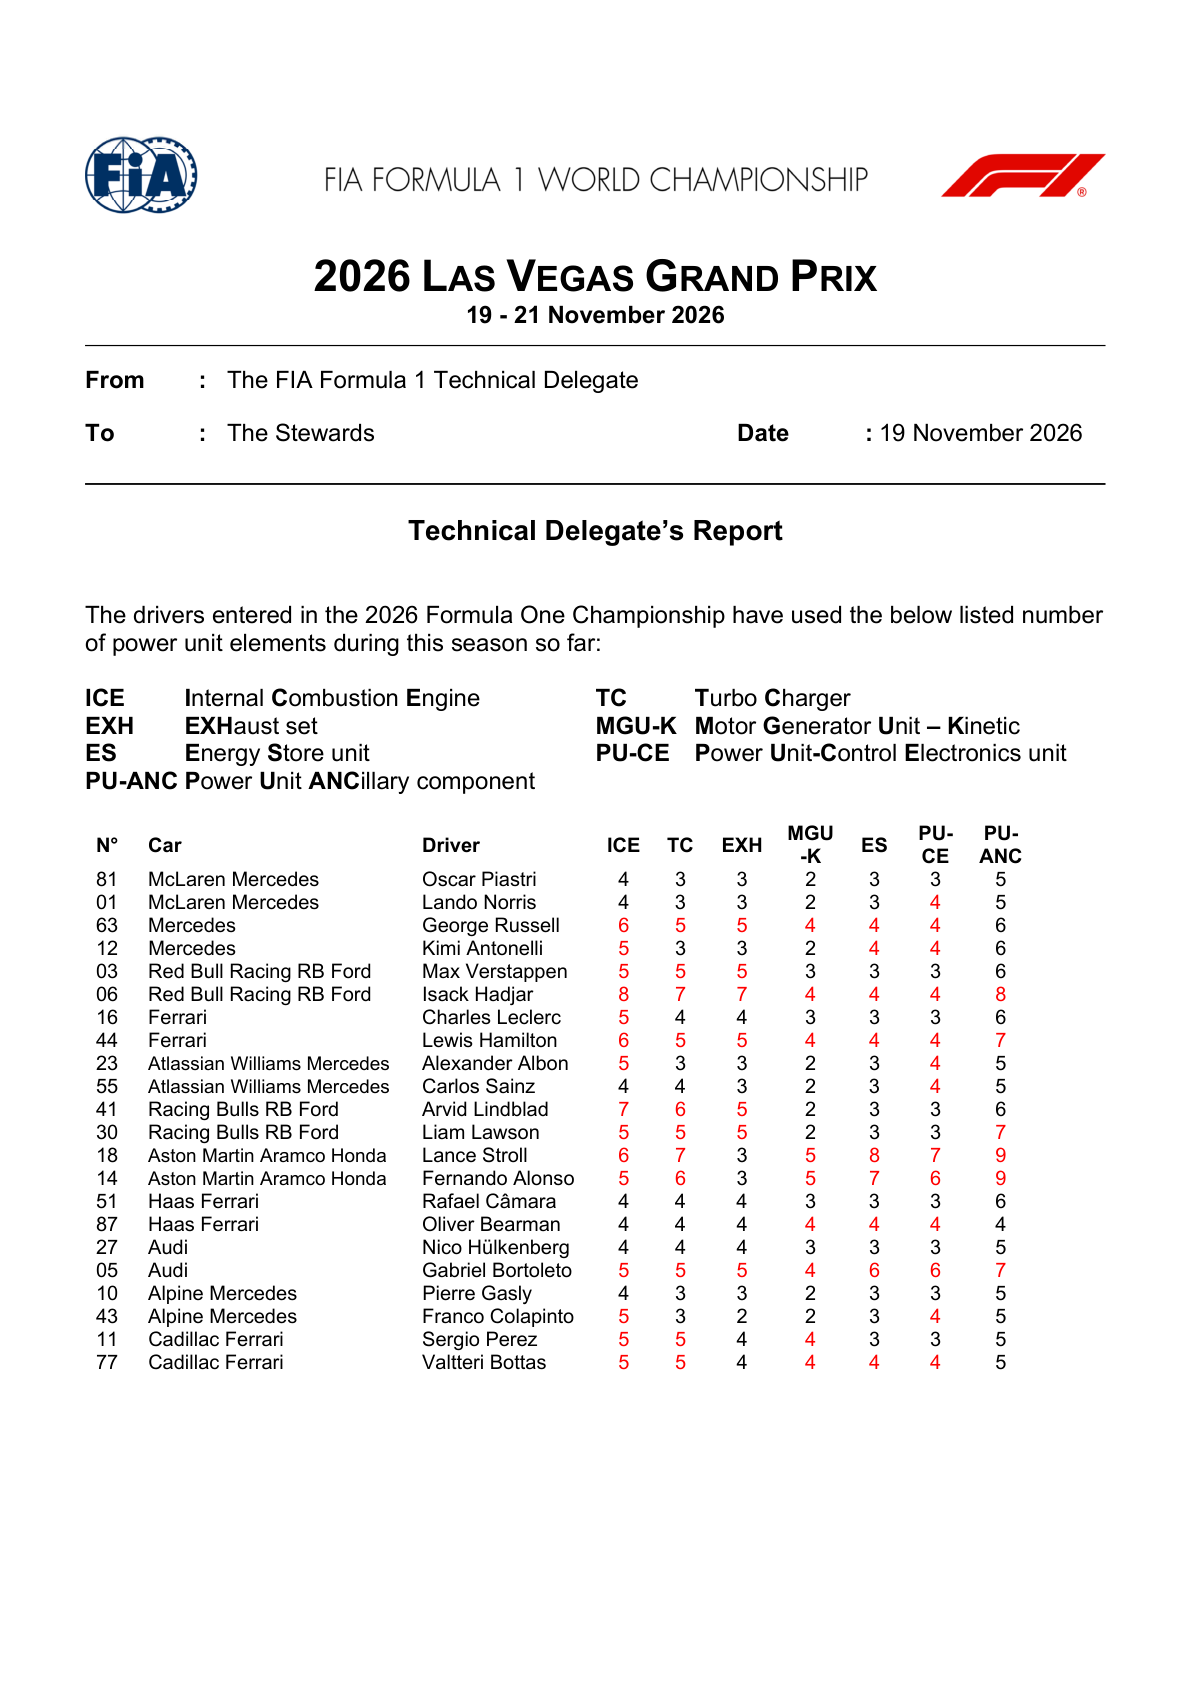 FiA
FIA FORMULA 1 WORLD CHAMPIONSHIP
F1 ®
2026 LAS VEGAS GRAND PRIX
19 - 21 November 2026
From : The FIA Formula 1 Technical Delegate
To : The Stewards Date : 19 November 2026
Technical Delegate’s Report
The drivers entered in the 2026 Formula One Championship have used the below listed number
of power unit elements during this season so far:
ICE Internal Combustion Engine TC Turbo Charger
EXH EXHaust set MGU-K Motor Generator Unit – Kinetic
ES Energy Store unit PU-CE Power Unit-Control Electronics unit
PU-ANC Power Unit ANCillary component
N° Car Driver ICE TC EXH MGU-K ES PU-CE PU-ANC
81 McLaren Mercedes Oscar Piastri 4 3 3 2 3 3 5
01 McLaren Mercedes Lando Norris 4 3 3 2 3 4 5
63 Mercedes George Russell 6 5 5 4 4 4 6
12 Mercedes Kimi Antonelli 5 3 3 2 4 4 6
03 Red Bull Racing RB Ford Max Verstappen 5 5 5 3 3 3 6
06 Red Bull Racing RB Ford Isack Hadjar 8 7 7 4 4 4 8
16 Ferrari Charles Leclerc 5 4 4 3 3 3 6
44 Ferrari Lewis Hamilton 6 5 5 4 4 4 7
23 Atlassian Williams Mercedes Alexander Albon 5 3 3 2 3 4 5
55 Atlassian Williams Mercedes Carlos Sainz 4 4 3 2 3 4 5
41 Racing Bulls RB Ford Arvid Lindblad 7 6 5 2 3 3 6
30 Racing Bulls RB Ford Liam Lawson 5 5 5 2 3 3 7
18 Aston Martin Aramco Honda Lance Stroll 6 7 3 5 8 7 9
14 Aston Martin Aramco Honda Fernando Alonso 5 6 3 5 7 6 9
51 Haas Ferrari Rafael Câmara 4 4 4 3 3 3 6
87 Haas Ferrari Oliver Bearman 4 4 4 4 4 4 4
27 Audi Nico Hülkenberg 4 4 4 3 3 3 5
05 Audi Gabriel Bortoleto 5 5 5 4 6 6 7
10 Alpine Mercedes Pierre Gasly 4 3 3 2 3 3 5
43 Alpine Mercedes Franco Colapinto 5 3 2 2 3 4 5
11 Cadillac Ferrari Sergio Perez 5 5 4 4 3 3 5
77 Cadillac Ferrari Valtteri Bottas 5 5 4 4 4 4 5